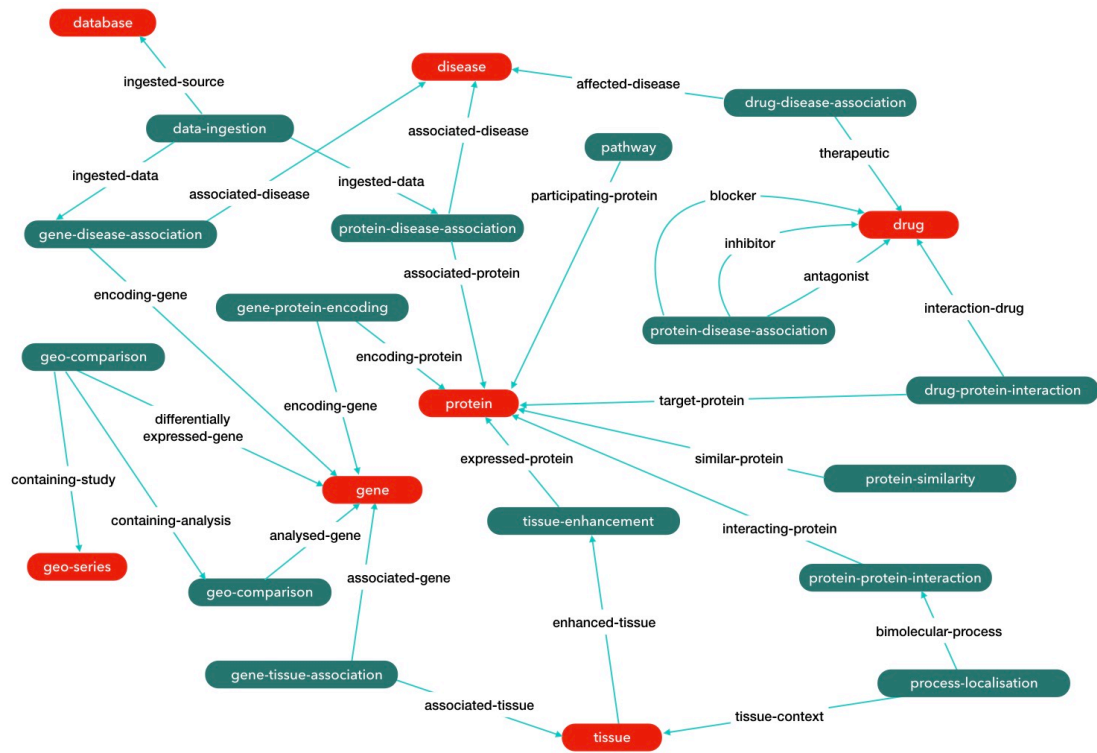 database
disease
ingested-source
affected-disease
drug-disease-association
data-ingestion
associated-disease
pathway
therapeutic
ingested-data
ingested-data
associated-disease
participating-protein
blocker
gene-disease-association
protein-disease-association
drug
inhibitor
associated-protein
antagonist
encoding-gene
gene-protein-encoding
interaction-drug
protein-disease-association
geo-comparison
encoding-protein
drug-protein-interaction
encoding-gene
protein
target-protein
differentially
expressed-gene
expressed-protein
similar-protein
containing-study
gene
protein-similarity
containing-analysis
tissue-enhancement
interacting-protein
analysed-gene
geo-series
associated-gene
protein-protein-interaction
geo-comparison
enhanced-tissue
bimolecular-process
gene-tissue-association
process-localisation
associated-tissue
tissue-context
tissue